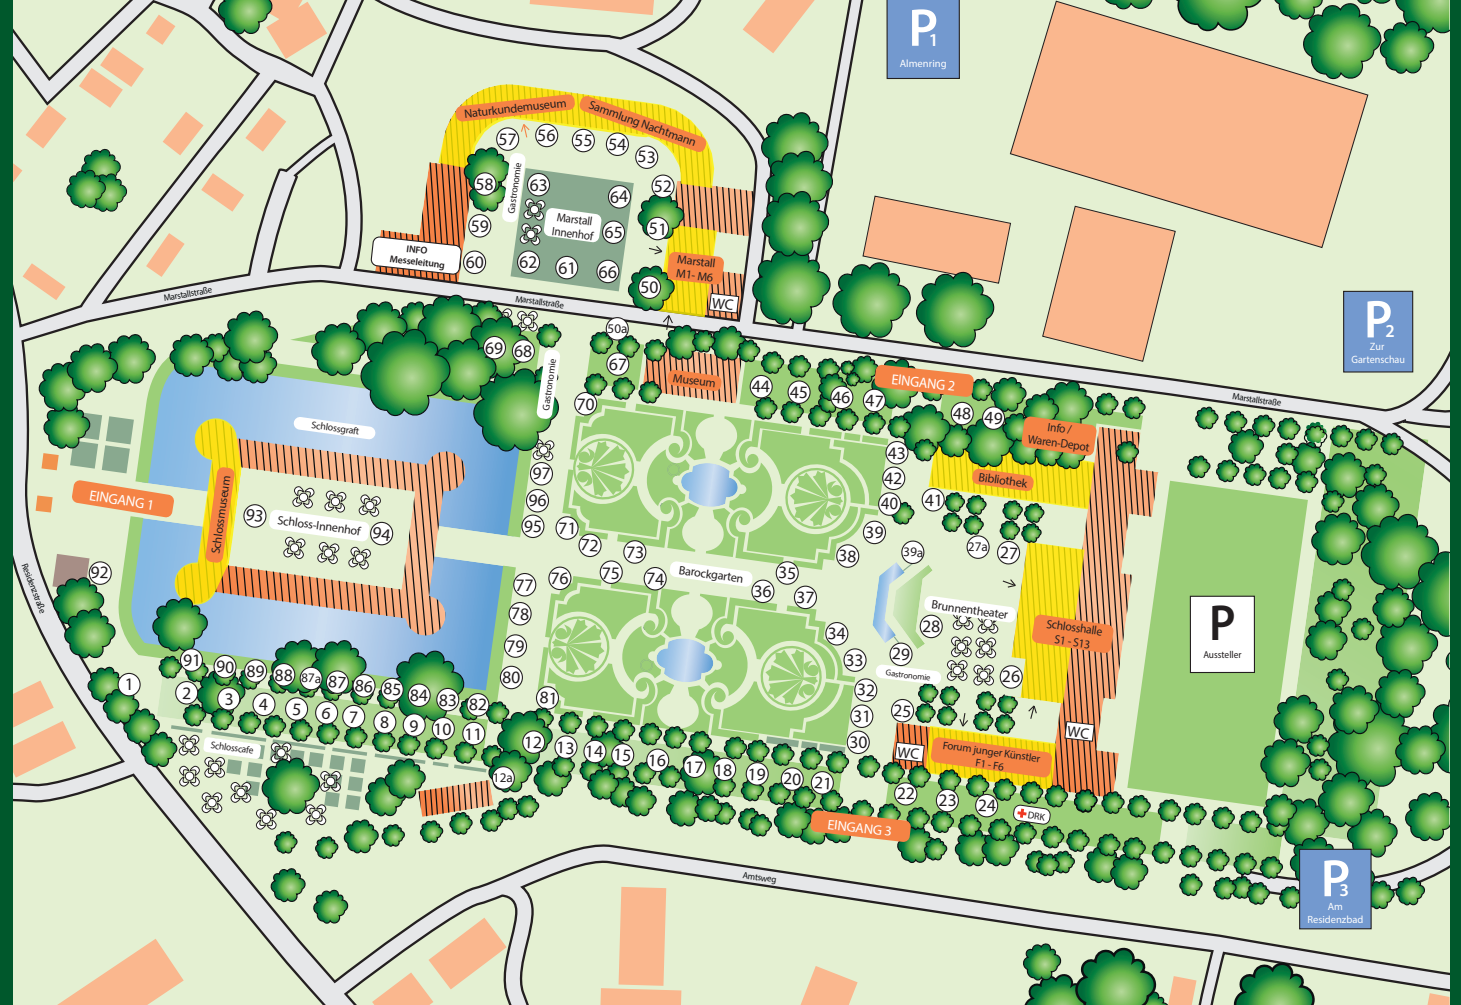 P1
Almenring
Naturkundemuseum
Sammlung Nachtmann
57
56
55
54
53
52
58
Gastronomie
63
64
59
Marstall
Innenhof
65
51
INFO
Messeleitung
60
62
61
66
Marstall
M1- M6
50
WC
Marstallstraße
Marstallstraße
P2
Zur
Gartenschau
Marstallstraße
50a
69
68
67
Gastronomie
Museum
44
45
46
47
EINGANG 2
48
49
Info /
Waren-Depot
70
Schlossgraft
43
42
40
41
Bibliothek
97
96
95
EINGANG 1
Schlossmuseum
93
Schloss-Innenhof
94
71
72
73
39
38
39a
27a
27
92
Residenzstraße
77
76
75
74
Barockgarten
35
36
37
78
Brunnentheater
28
Schlosshalle
S1 - S13
P
Aussteller
79
34
33
29
80
32
Gastronomie
26
91
90
89
88
87a
87
86
85
84
83
82
81
31
25
1
2
3
4
5
6
7
8
9
10
11
12
13
14
15
16
17
18
19
20
21
30
WC
Forum junger Künstler
F1 - F6
WC
Schlosscafe
12a
22
23
24
DRK
EINGANG 3
P3
Am
Residenzbad
Amtsweg